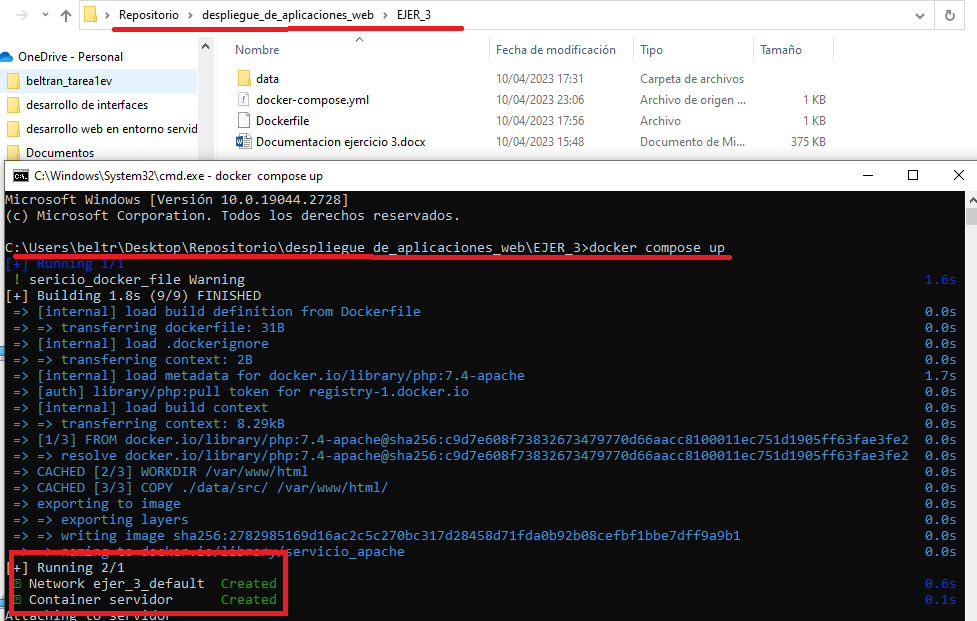 Repositorio > despliegue_de_aplicaciones_web > EJER_3
OneDrive - Personal
beltran_tarea1ev
desarrollo de interfaces
desarrollo web en entorno servid
Documentos
Nombre Fecha de modificación Tipo Tamaño
data 10/04/2023 17:31 Carpeta de archivos
docker-compose.yml 10/04/2023 23:06 Archivo de origen ... 1 KB
Dockerfile 10/04/2023 17:56 Archivo 1 KB
Documentacion ejercicio 3.docx 10/04/2023 15:48 Documento de Mi... 375 KB
C:\Windows\System32\cmd.exe - docker compose up
Microsoft Windows [Versión 10.0.19044.2728]
(c) Microsoft Corporation. Todos los derechos reservados.
C:\Users\beltr\Desktop\Repositorio\despliegue_de_aplicaciones_web\EJER_3>docker compose up
[+] Running 1/1
! sericio_docker_file Warning 1.6s
[+] Building 1.8s (9/9) FINISHED
=> [internal] load build definition from Dockerfile 0.0s
=> => transferring dockerfile: 31B 0.0s
=> [internal] load .dockerignore 0.0s
=> => transferring context: 2B 0.0s
=> [internal] load metadata for docker.io/library/php:7.4-apache 1.7s
=> [auth] library/php:pull token for registry-1.docker.io 0.0s
=> [internal] load build context 0.0s
=> => transferring context: 8.29kB 0.0s
=> [1/3] FROM docker.io/library/php:7.4-apache@sha256:c9d7e608f73832673479770d66aacc8100011ec751d1905ff63fae3fe2 0.0s
=> => resolve docker.io/library/php:7.4-apache@sha256:c9d7e608f73832673479770d66aacc8100011ec751d1905ff63fae3fe2 0.0s
=> CACHED [2/3] WORKDIR /var/www/html 0.0s
=> CACHED [3/3] COPY ./data/src/ /var/www/html/ 0.0s
=> exporting to image 0.0s
=> => exporting layers 0.0s
=> => writing image sha256:2782985169d16ac2c5c270bc317d28458d71fda0b92b08cefbf1bbe7dff9a9b1 0.0s
=> => naming to docker.io/library/servicio_apache 0.0s
[+] Running 2/1
Network ejer_3_default Created 0.6s
Container servidor Created 0.1s
Attaching to servidor